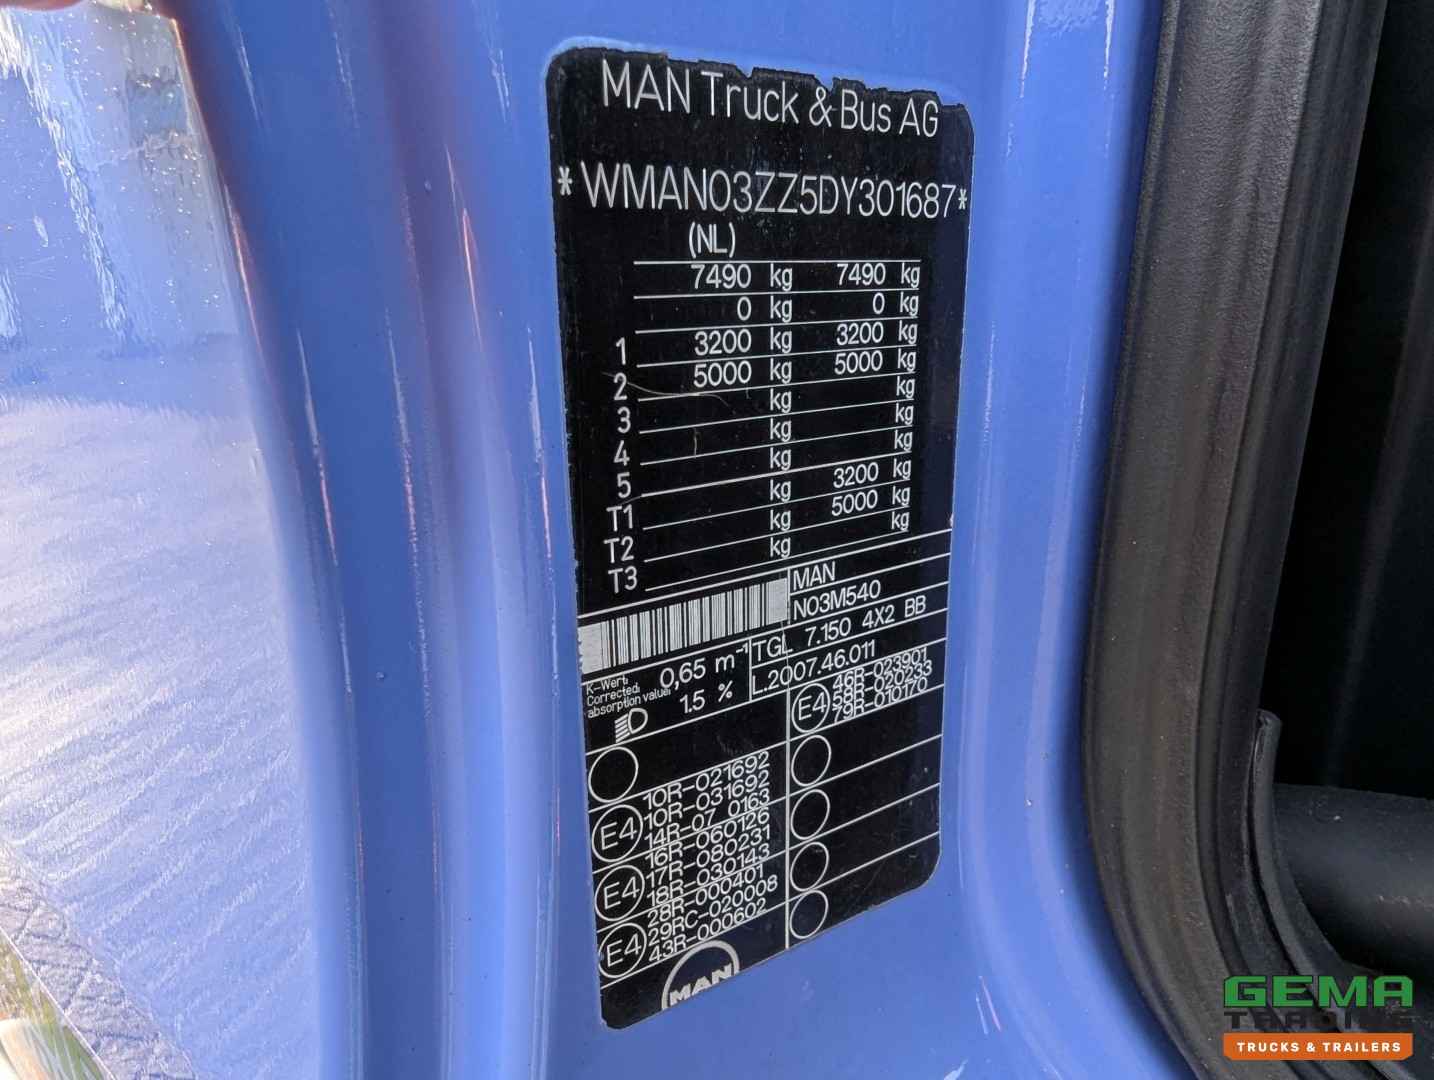 MAN Truck & Bus AG
*WMAN03ZZ5DY301687*
(NL)
7490 kg 7490 kg
0 kg 0 kg
1 3200 kg 3200 kg
2 5000 kg 5000 kg
3 kg kg
4 kg kg
5 kg kg
T1 kg 3200 kg
T2 kg 5000 kg
T3 kg kg
MAN
N03M540
TGL 7.150 4X2 BB
L.2007.46.011
K-Wert:
Corrected
absorption value:
0,65 m⁻¹
1.5 %
E4 46R-023901
58R-020233
79R-010170
10R-021692
E4 10R-031692
14R-07 0163
16R-060126
E4 17R-080231
18R-030143
28R-000401
E4 29RC-020008
43R-000602
MAN
GEMA
TRADING
TRUCKS & TRAILERS